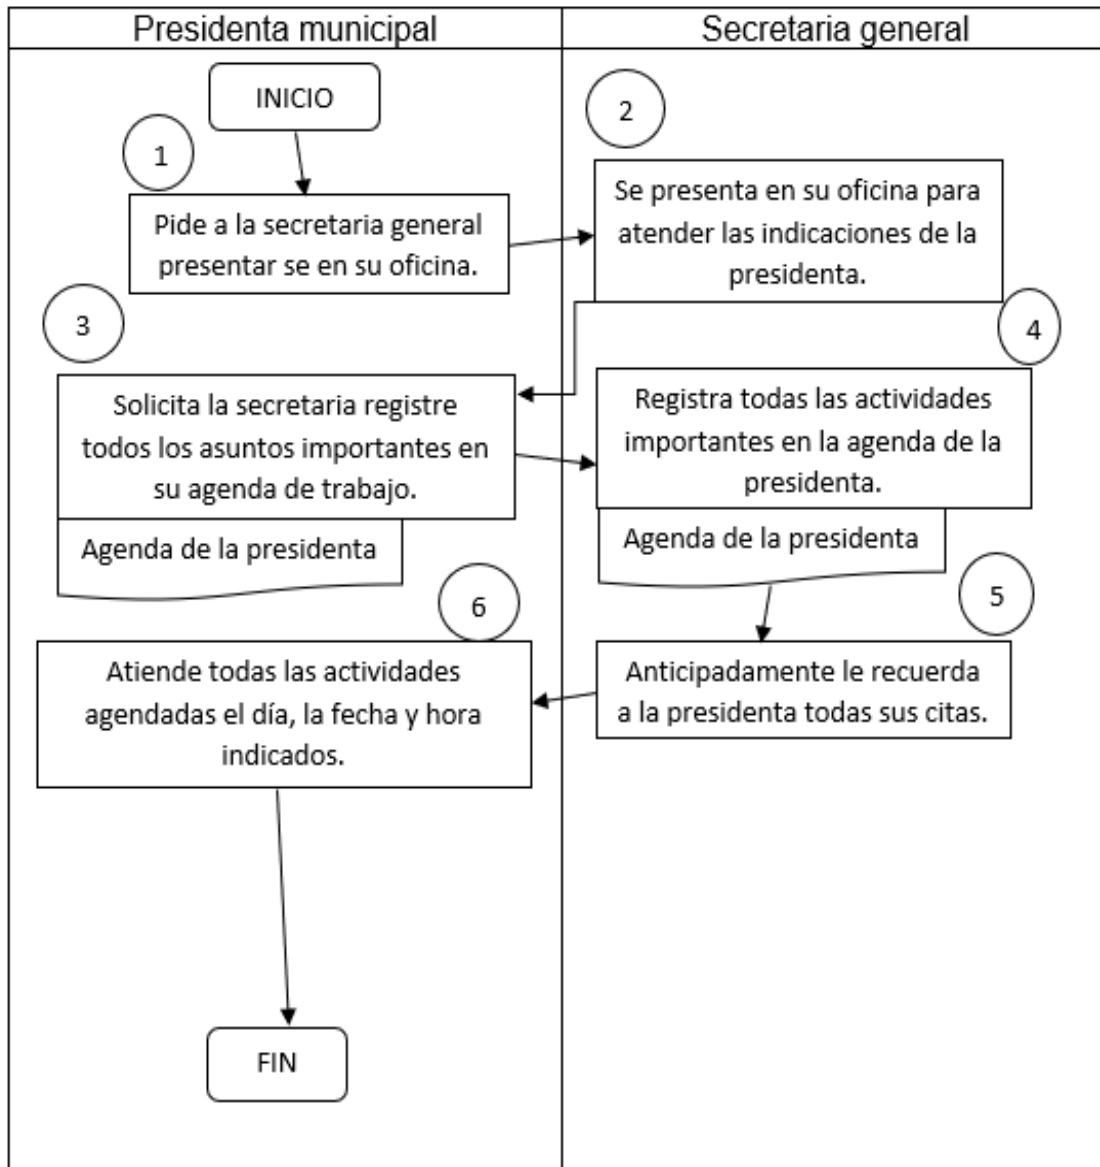 Presidenta municipal
Secretaria general
INICIO
1
2
Pide a la secretaria general
presentar se en su oficina.
Se presenta en su oficina para
atender las indicaciones de la
presidenta.
3
4
Solicita la secretaria registre
todos los asuntos importantes en
su agenda de trabajo.
Agenda de la presidenta
Registra todas las actividades
importantes en la agenda de la
presidenta.
Agenda de la presidenta
5
6
Anticipadamente le recuerda
a la presidenta todas sus citas.
Atiende todas las actividades
agendadas el día, la fecha y hora
indicados.
FIN